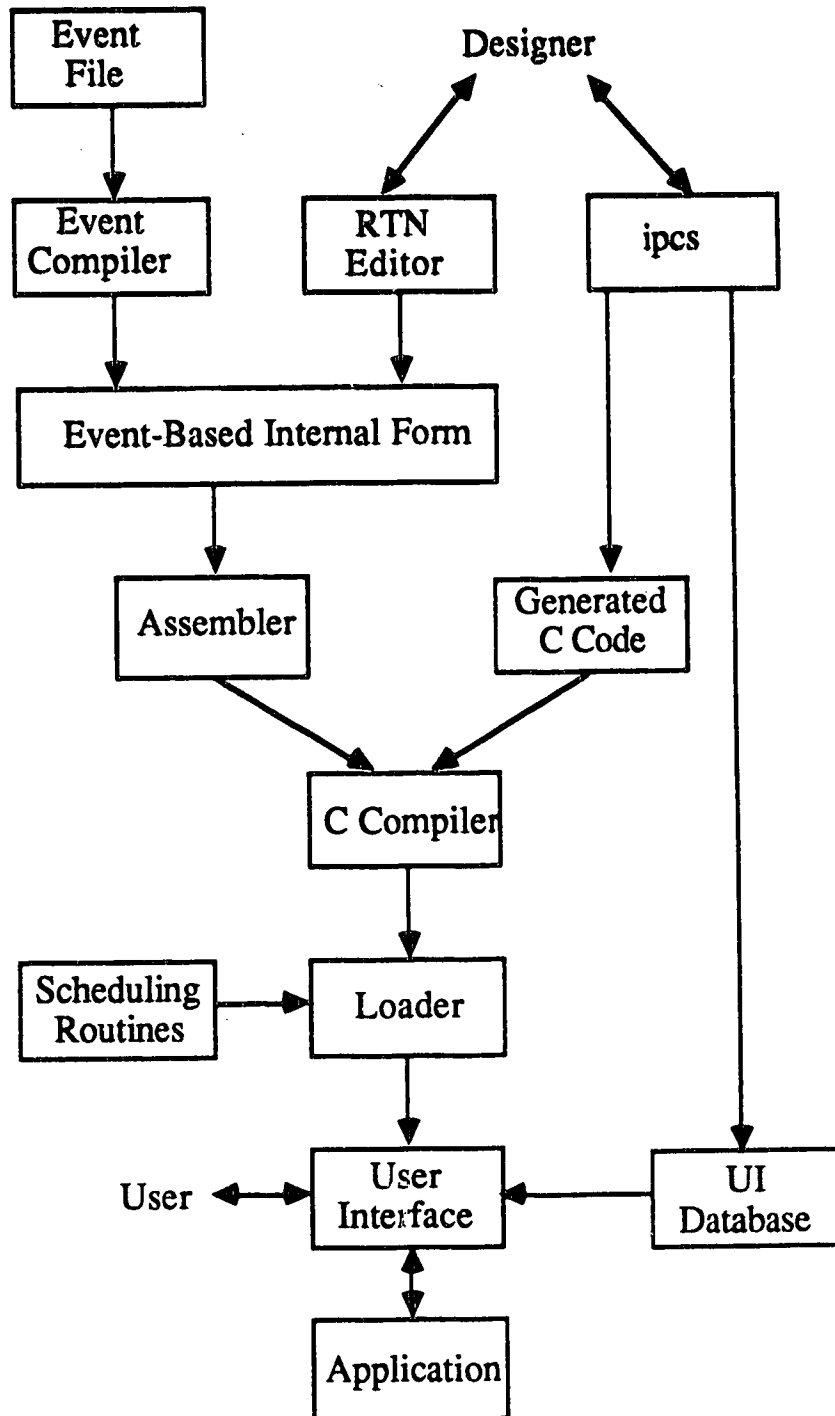 Event
File
Designer
Event
Compiler
RTN
Editor
ipcs
Event-Based Internal Form
Assembler
Generated
C Code
C Compiler
Scheduling
Routines
Loader
User
User
Interface
UI
Database
Application